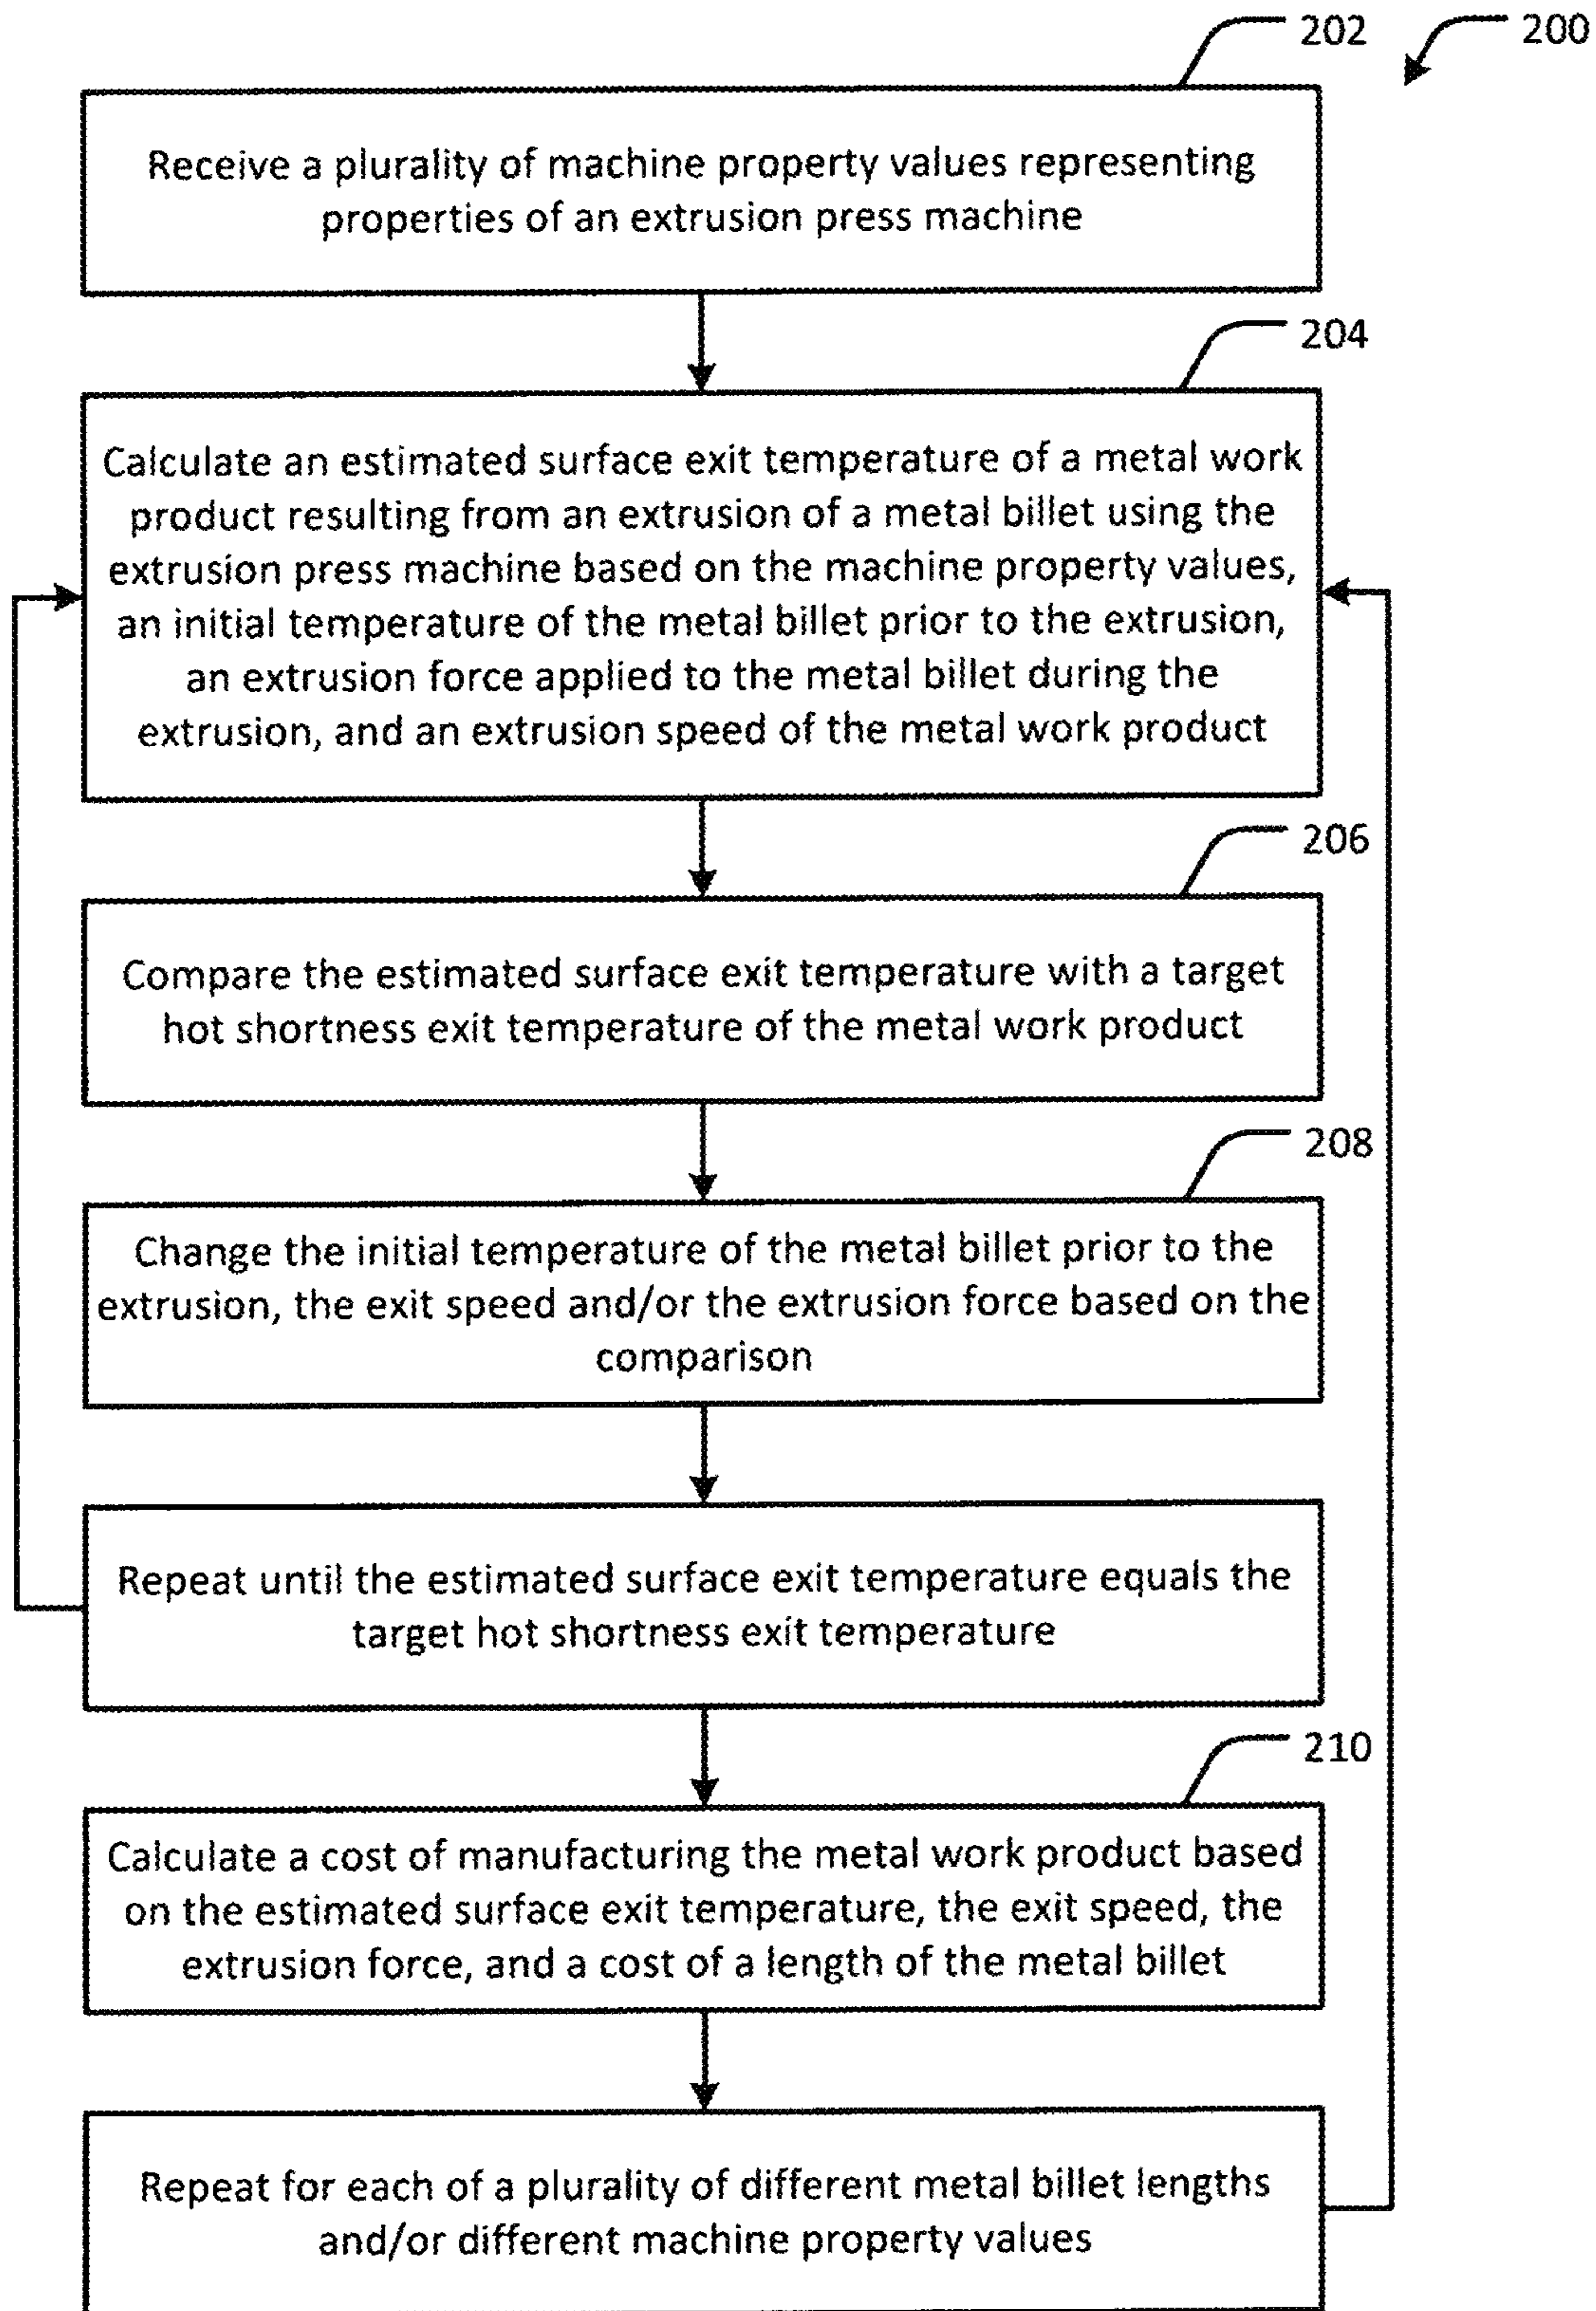 202
200
Receive a plurality of machine property values representing
properties of an extrusion press machine
204
Calculate an estimated surface exit temperature of a metal work
product resulting from an extrusion of a metal billet using the
extrusion press machine based on the machine property values,
an initial temperature of the metal billet prior to the extrusion,
an extrusion force applied to the metal billet during the
extrusion, and an extrusion speed of the metal work product
206
Compare the estimated surface exit temperature with a target
hot shortness exit temperature of the metal work product
208
Change the initial temperature of the metal billet prior to the
extrusion, the exit speed and/or the extrusion force based on the
comparison
Repeat until the estimated surface exit temperature equals the
target hot shortness exit temperature
210
Calculate a cost of manufacturing the metal work product based
on the estimated surface exit temperature, the exit speed, the
extrusion force, and a cost of a length of the metal billet
Repeat for each of a plurality of different metal billet lengths
and/or different machine property values